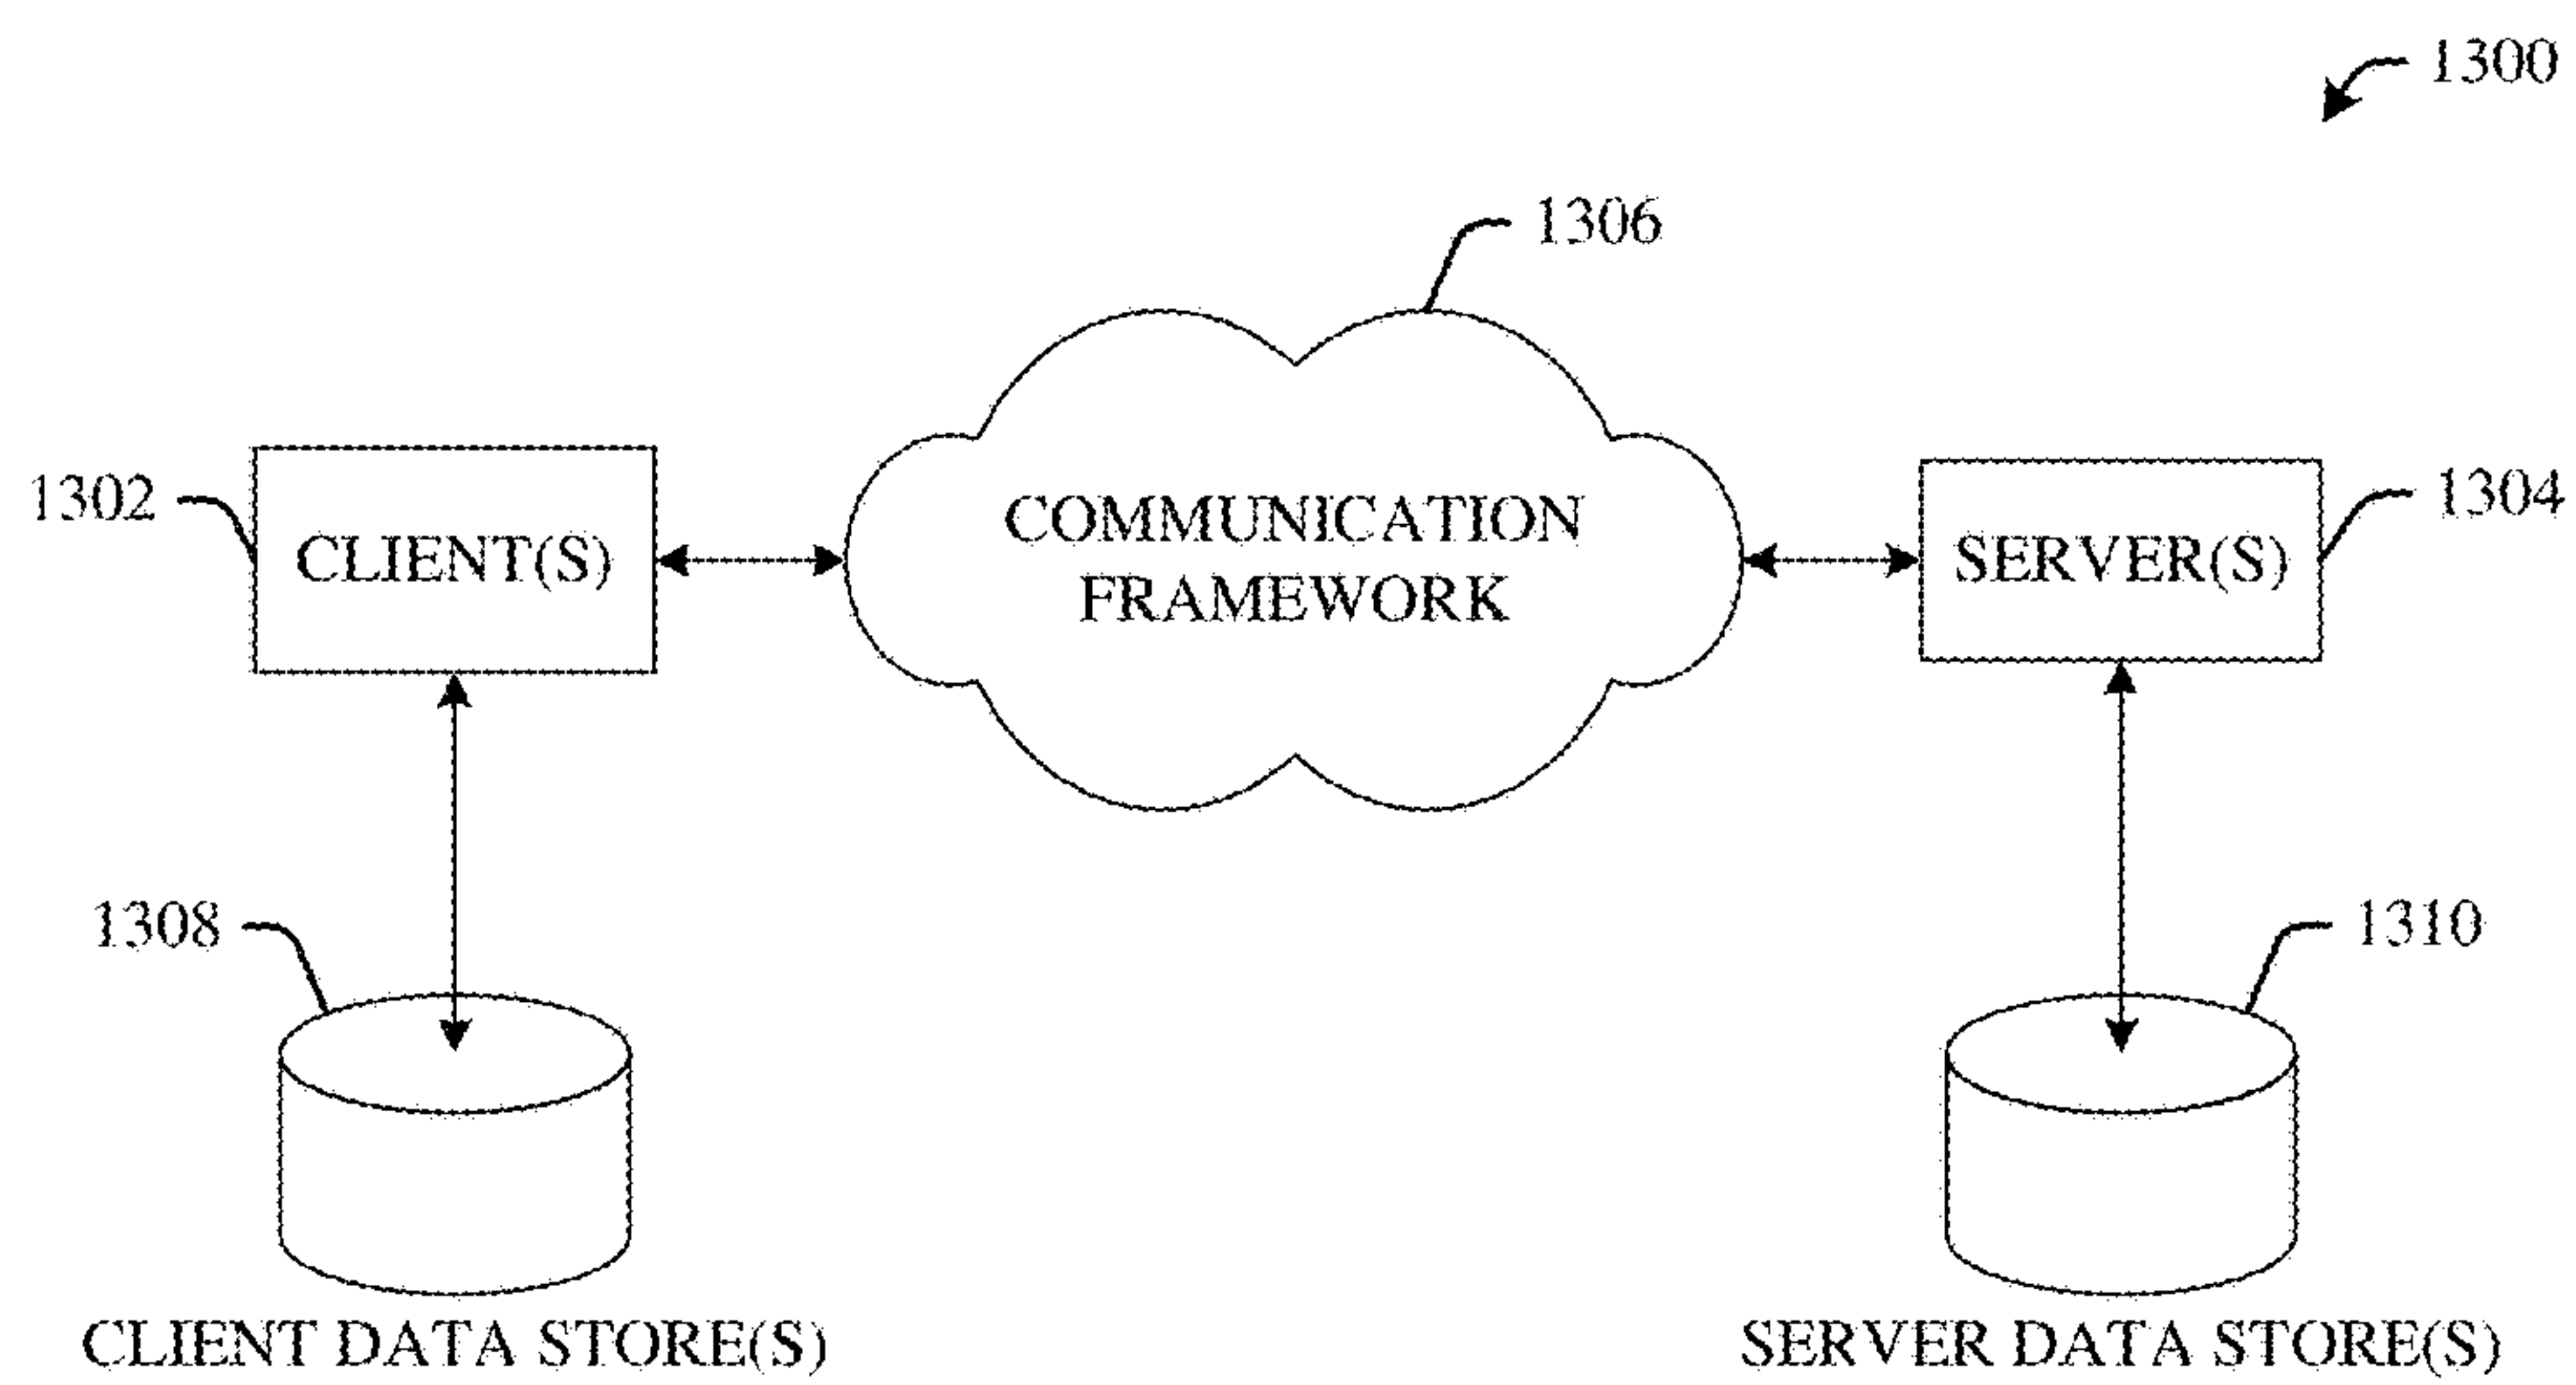 1300
1306
1302
CLIENT(S)
COMMUNICATION
FRAMEWORK
SERVER(S)
1304
1308
1310
CLIENT DATA STORE(S)
SERVER DATA STORE(S)